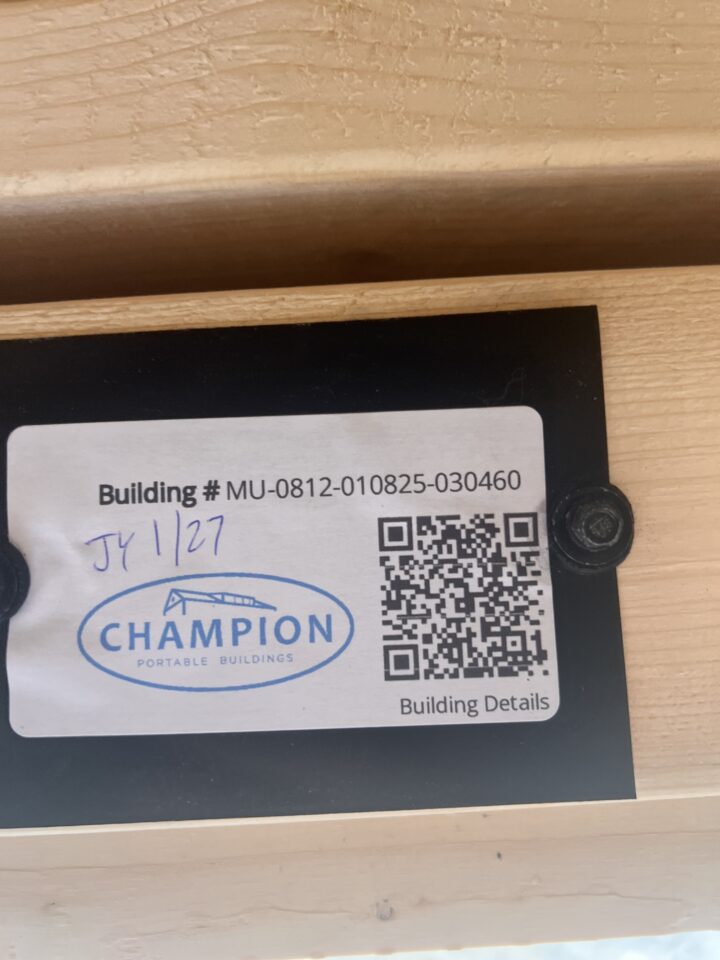 Building # MU-0812-010825-030460
JY 1/27
CHAMPION
PORTABLE BUILDINGS
Building Details